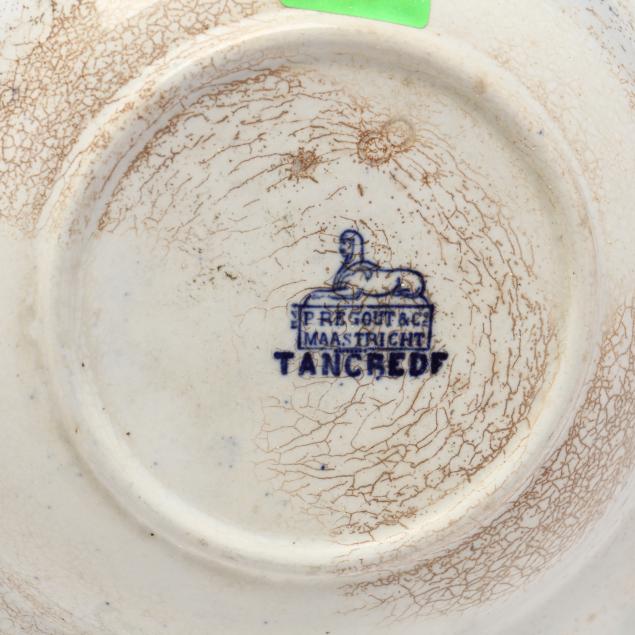 P. REGOUT & Co
MAASTRICHT
TANCREDE